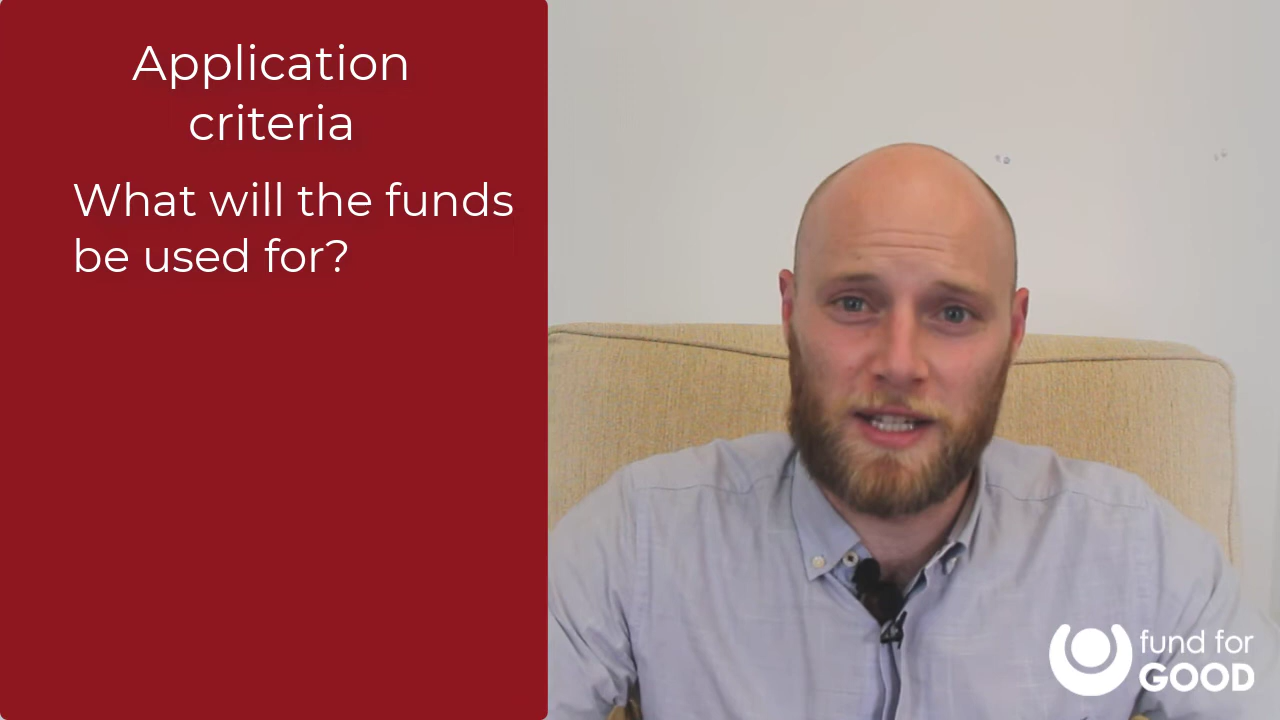 Application
criteria
What will the funds
be used for?
fund for
GOOD